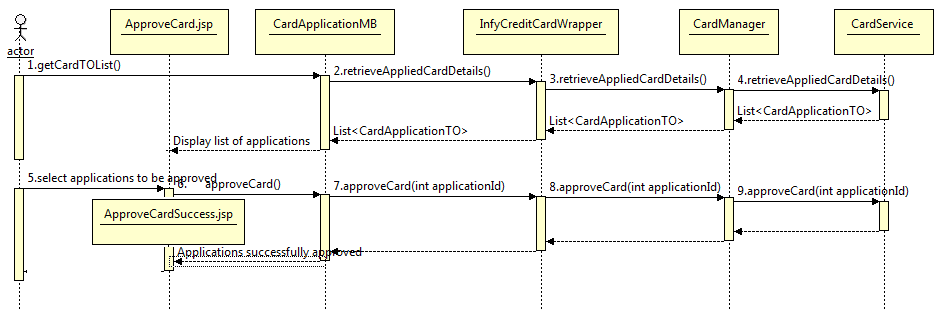 ApproveCard.jsp
CardApplicationMB
InfyCreditCardWrapper
CardManager
CardService
actor
1.getCardTOList()
2.retrieveAppliedCardDetails()
3.retrieveAppliedCardDetails()
4.retrieveAppliedCardDetails()
List<CardApplicationTO>
List<CardApplicationTO>
List<CardApplicationTO>
Display list of applications
5.select applications to be approved
6. approveCard()
7.approveCard(int applicationId)
8.approveCard(int applicationId)
9.approveCard(int applicationId)
ApproveCardSuccess.jsp
Applications successfully approved